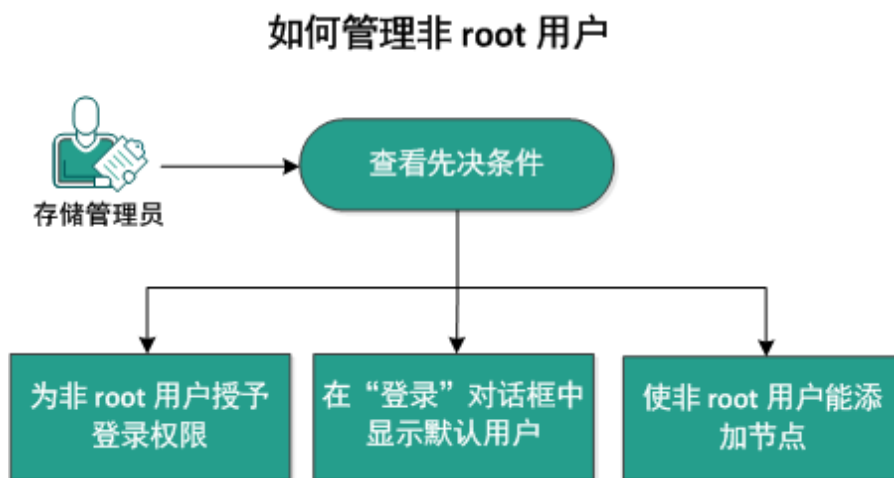 如何管理非 root 用户
查看先决条件
存储管理员
为非 root 用户授予
登录权限
在“登录”对话框中
显示默认用户
使非 root 用户能添
加节点